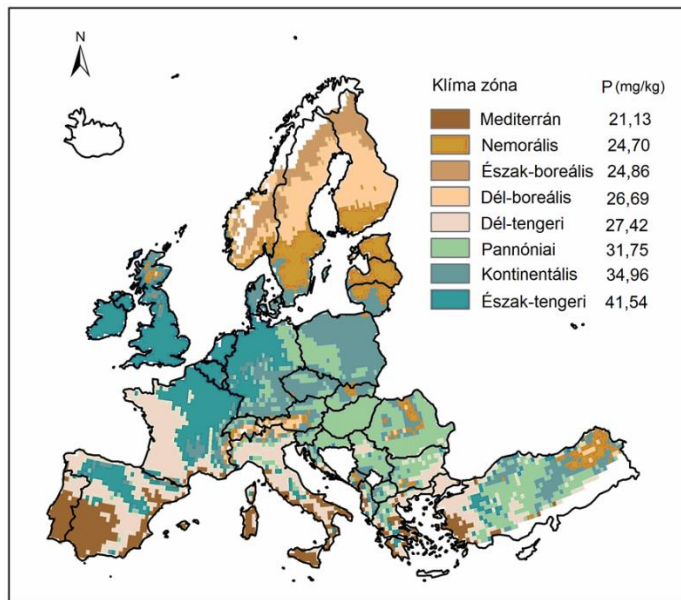 N
Klíma zóna P (mg/kg)
Mediterrán 21,13
Nemorális 24,70
Észak-boreális 24,86
Dél-boreális 26,69
Dél-tengeri 27,42
Pannóniai 31,75
Kontinentális 34,96
Észak-tengeri 41,54